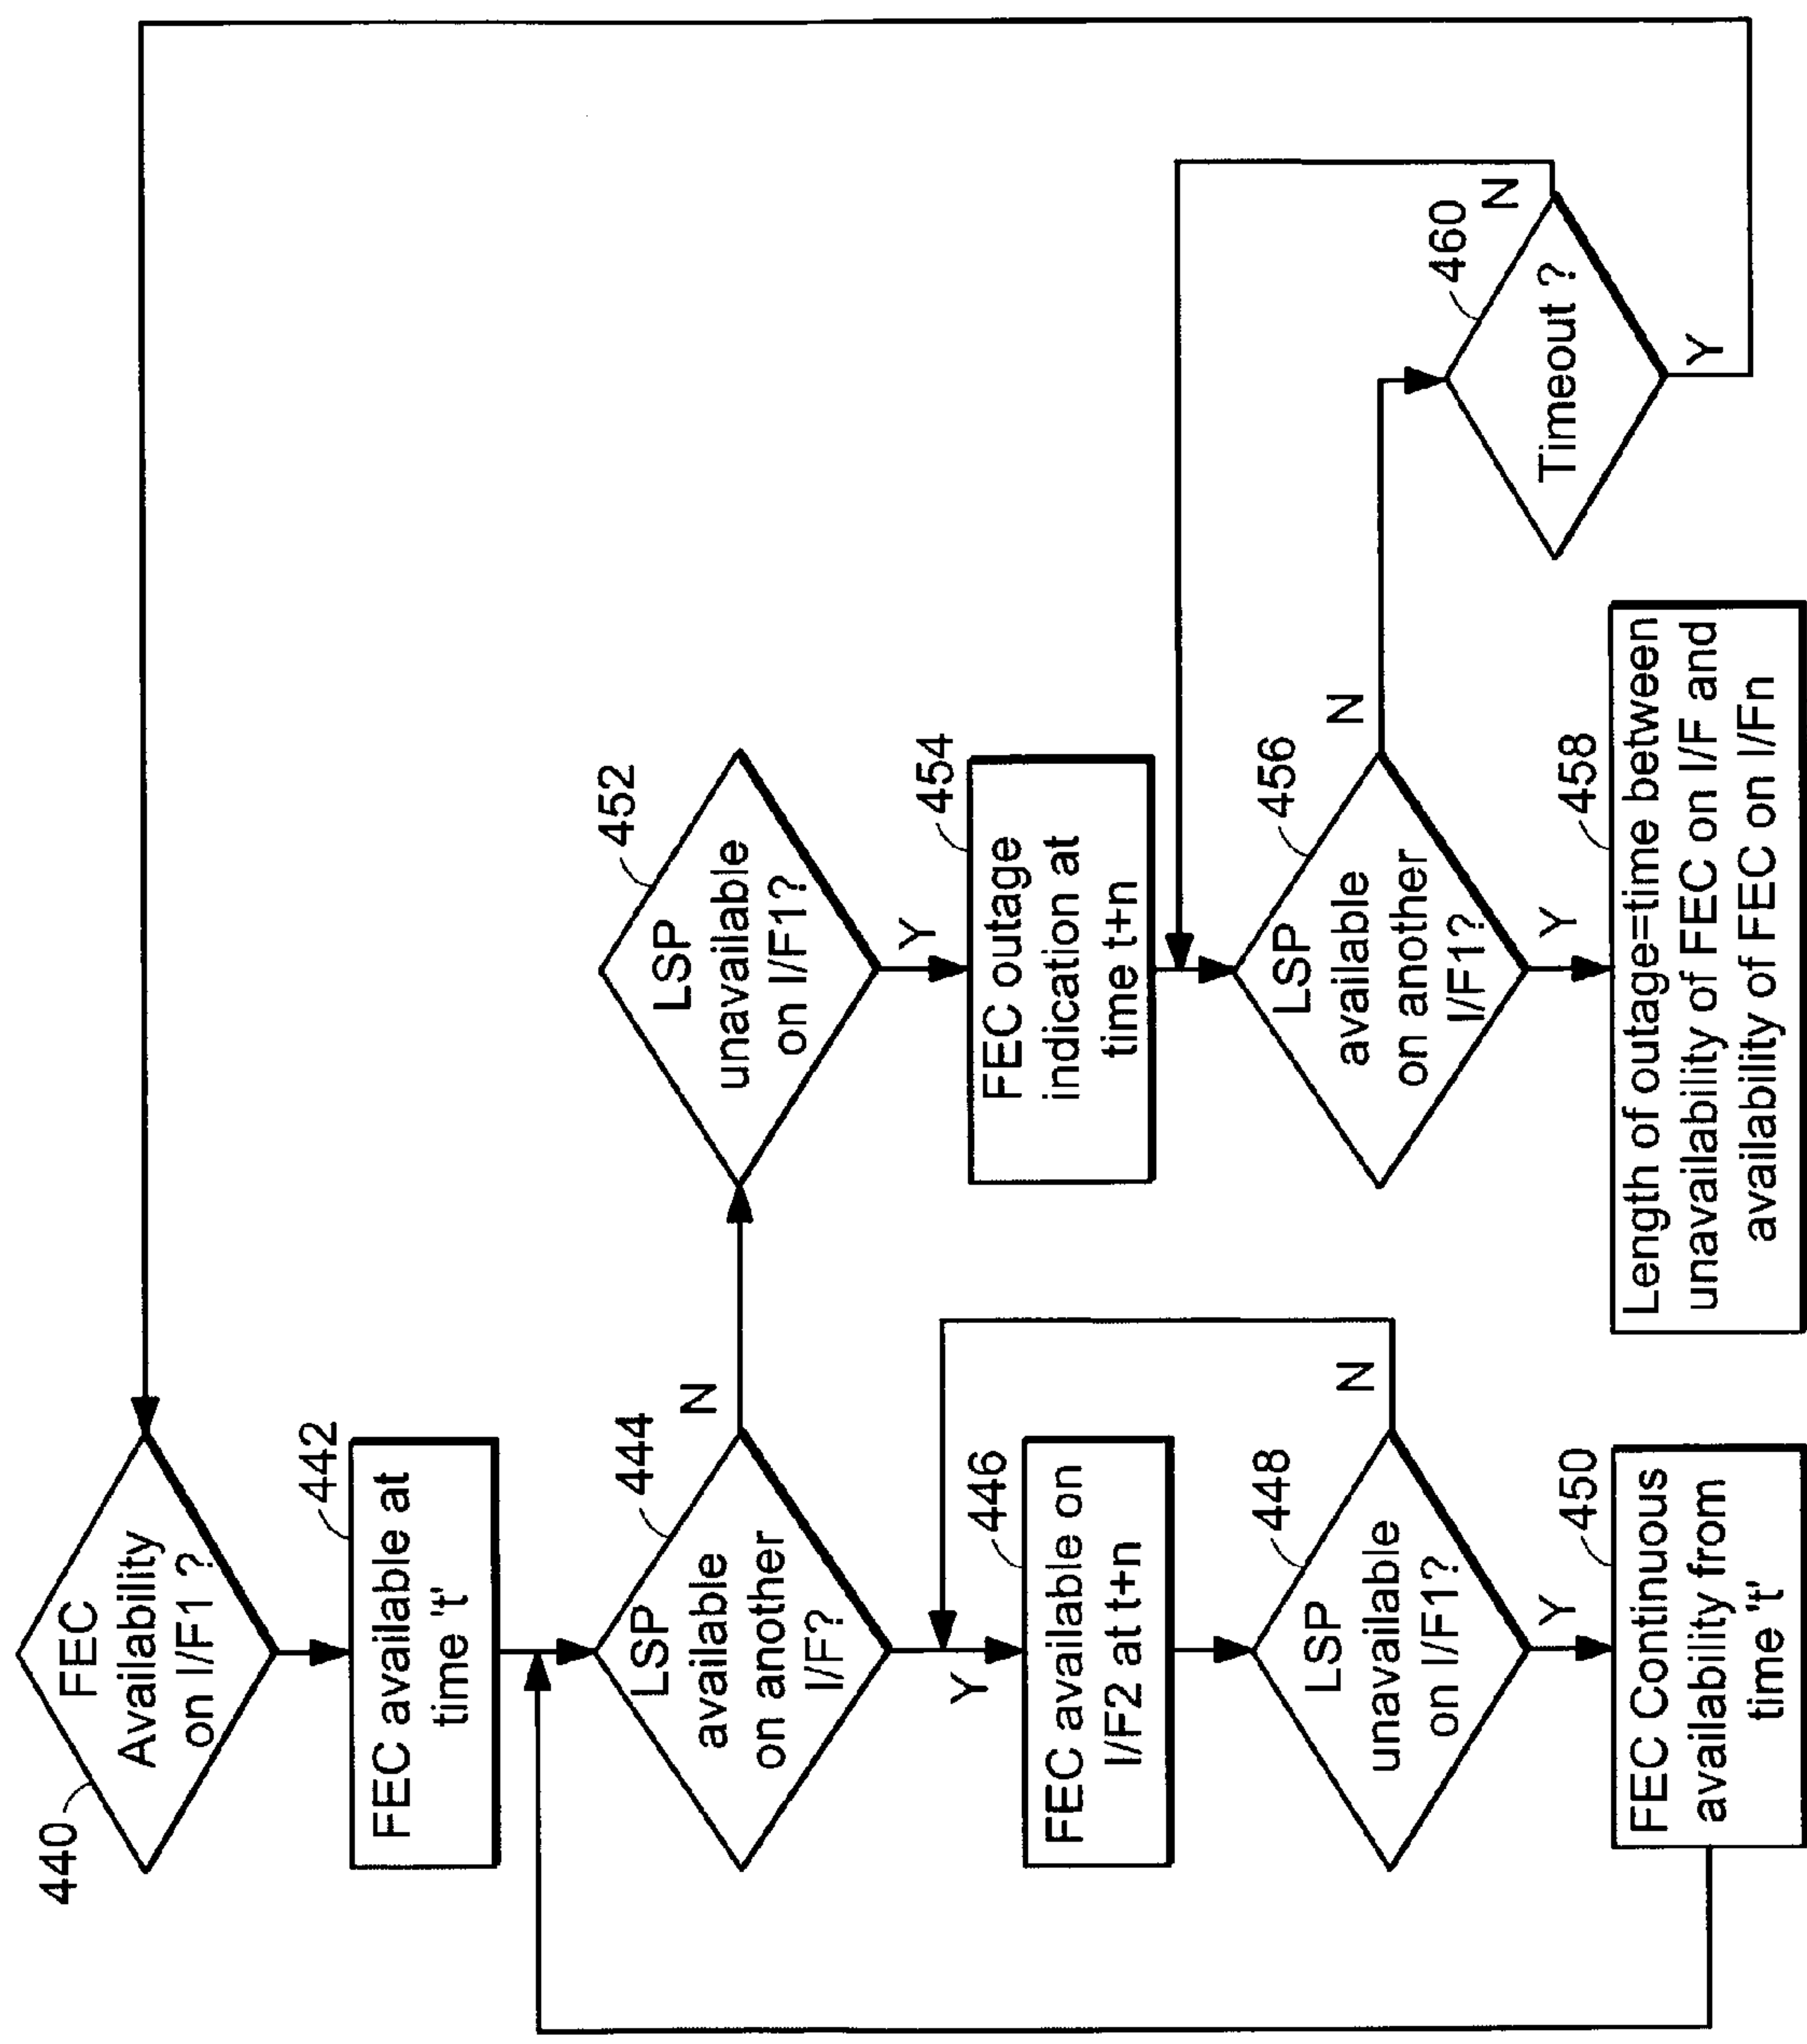 440
FEC
Availability
on I/F1 ?
442
FEC available at
time 't'
444
LSP
available
on another
I/F?
N
Y
446
FEC available on
I/F2 at t+n
448
LSP
unavailable
on I/F1?
N
Y
450
FEC Continuous
availability from
time 't'
452
LSP
unavailable
on I/F1?
Y
454
FEC outage
indication at
time t+n
456
LSP
available
on another
I/F1?
N
Y
458
Length of outage=time between
unavailability of FEC on I/F and
availability of FEC on I/Fn
460
Timeout ?
N
Y